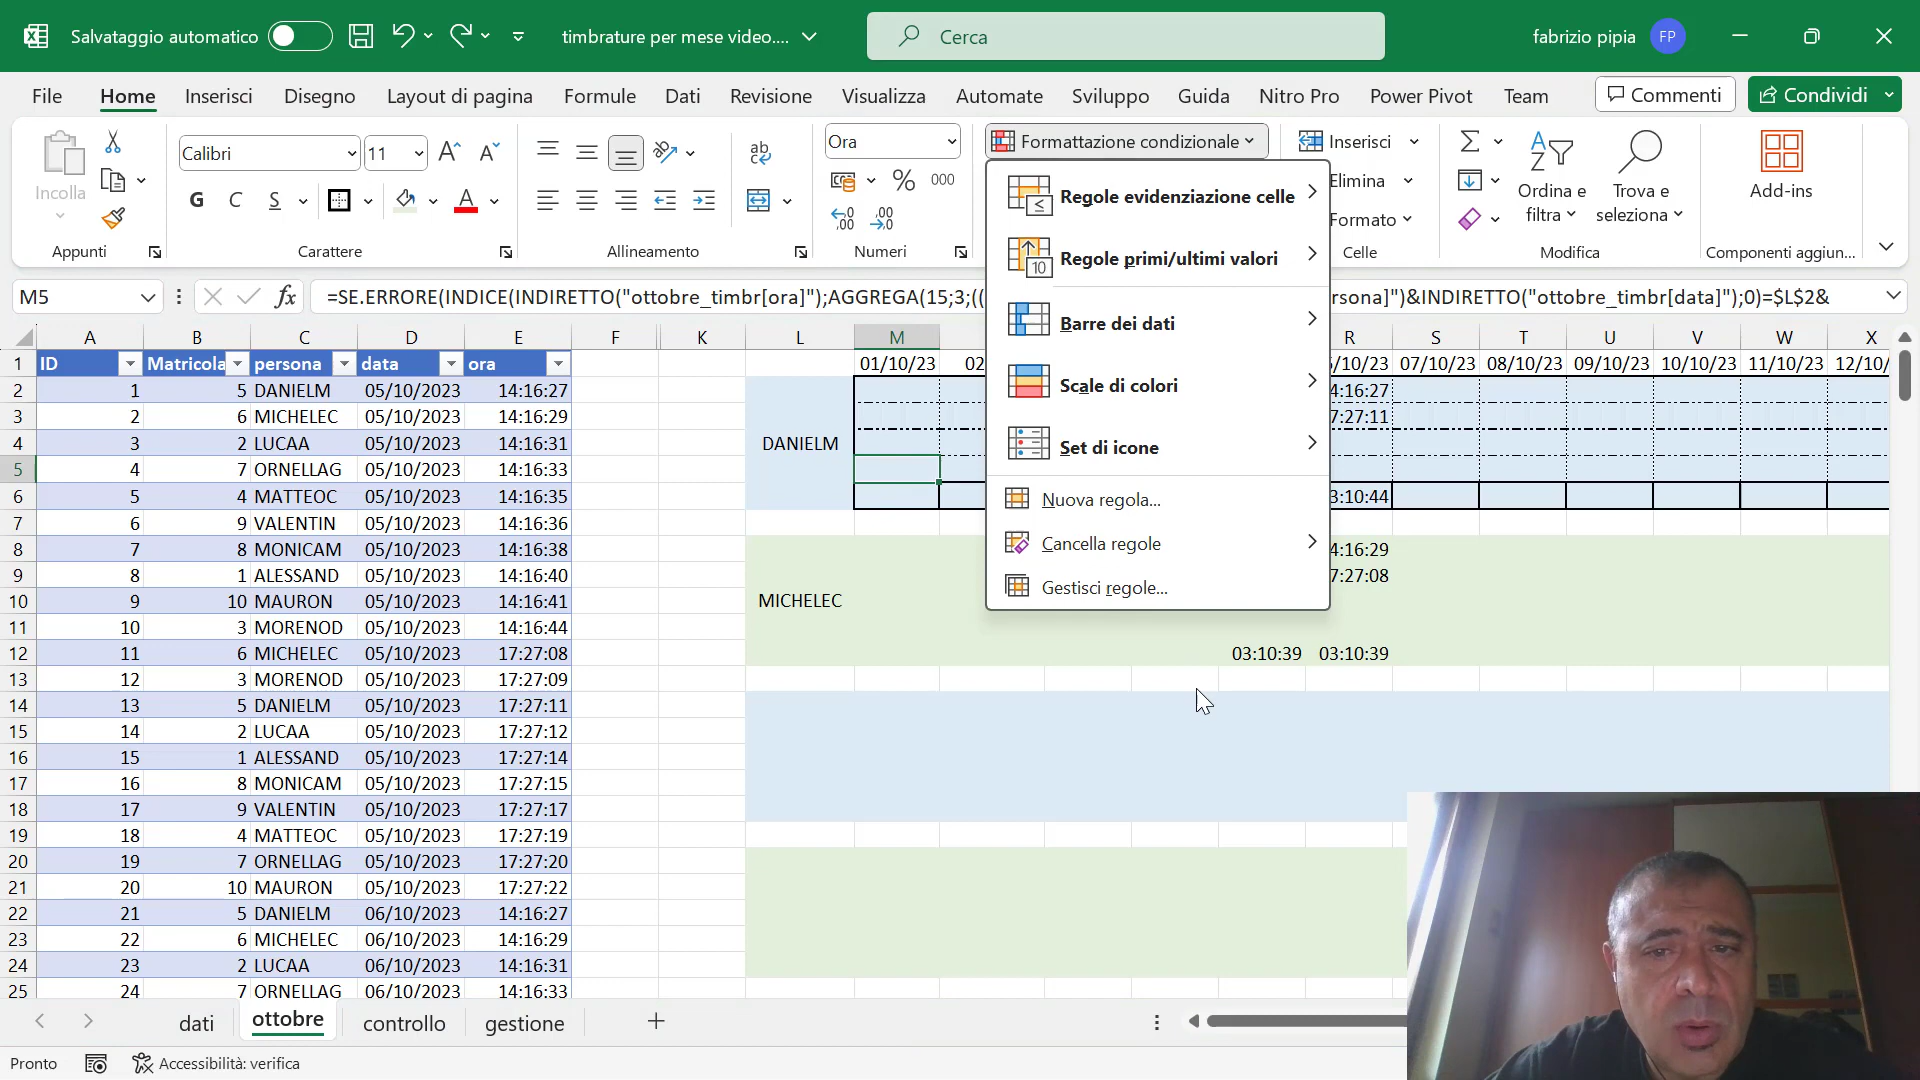 Salvataggio automatico timbrature per mese video.... Cerca fabrizio pipia FP
File Home Inserisci Disegno Layout di pagina Formule Dati Revisione Visualizza Automate Sviluppo Guida Nitro Pro Power Pivot Team Commenti Condividi
Incolla
Appunti
Calibri 11
G C S A
Carattere
ab
Allineamento
Ora
% 000
Numeri
Formattazione condizionale
Regole evidenziazione celle
Regole primi/ultimi valori
Barre dei dati
Scale di colori
Set di icone
Nuova regola...
Cancella regole
Gestisci regole...
Inserisci
Elimina
Formato
Celle
Ordina e filtra
Trova e seleziona
Modifica
Add-ins
Componenti aggiun...
M5 fx =SE.ERRORE(INDICE(INDIRETTO("ottobre_timbr[ora]");AGGREGA(15;3;(( rsona]")&INDIRETTO("ottobre_timbr[data]");0)=$L$2&
A B C D E F K L M R S T U V W X
1 ID Matricola persona data ora 01/10/23 02 /10/23 07/10/23 08/10/23 09/10/23 10/10/23 11/10/23 12/10/
2 1 5 DANIELM 05/10/2023 14:16:27 4:16:27
3 2 6 MICHELEC 05/10/2023 14:16:29 7:27:11
4 3 2 LUCAA 05/10/2023 14:16:31 DANIELM
5 4 7 ORNELLAG 05/10/2023 14:16:33
6 5 4 MATTEOC 05/10/2023 14:16:35 3:10:44
7 6 9 VALENTIN 05/10/2023 14:16:36
8 7 8 MONICAM 05/10/2023 14:16:38 4:16:29
9 8 1 ALESSAND 05/10/2023 14:16:40 7:27:08
10 9 10 MAURON 05/10/2023 14:16:41 MICHELEC
11 10 3 MORENOD 05/10/2023 14:16:44
12 11 6 MICHELEC 05/10/2023 17:27:08 03:10:39 03:10:39
13 12 3 MORENOD 05/10/2023 17:27:09
14 13 5 DANIELM 05/10/2023 17:27:11
15 14 2 LUCAA 05/10/2023 17:27:12
16 15 1 ALESSAND 05/10/2023 17:27:14
17 16 8 MONICAM 05/10/2023 17:27:15
18 17 9 VALENTIN 05/10/2023 17:27:17
19 18 4 MATTEOC 05/10/2023 17:27:19
20 19 7 ORNELLAG 05/10/2023 17:27:20
21 20 10 MAURON 05/10/2023 17:27:22
22 21 5 DANIELM 06/10/2023 14:16:27
23 22 6 MICHELEC 06/10/2023 14:16:29
24 23 2 LUCAA 06/10/2023 14:16:31
25 24 7 ORNELLAG 06/10/2023 14:16:33
dati ottobre controllo gestione
Pronto Accessibilità: verifica